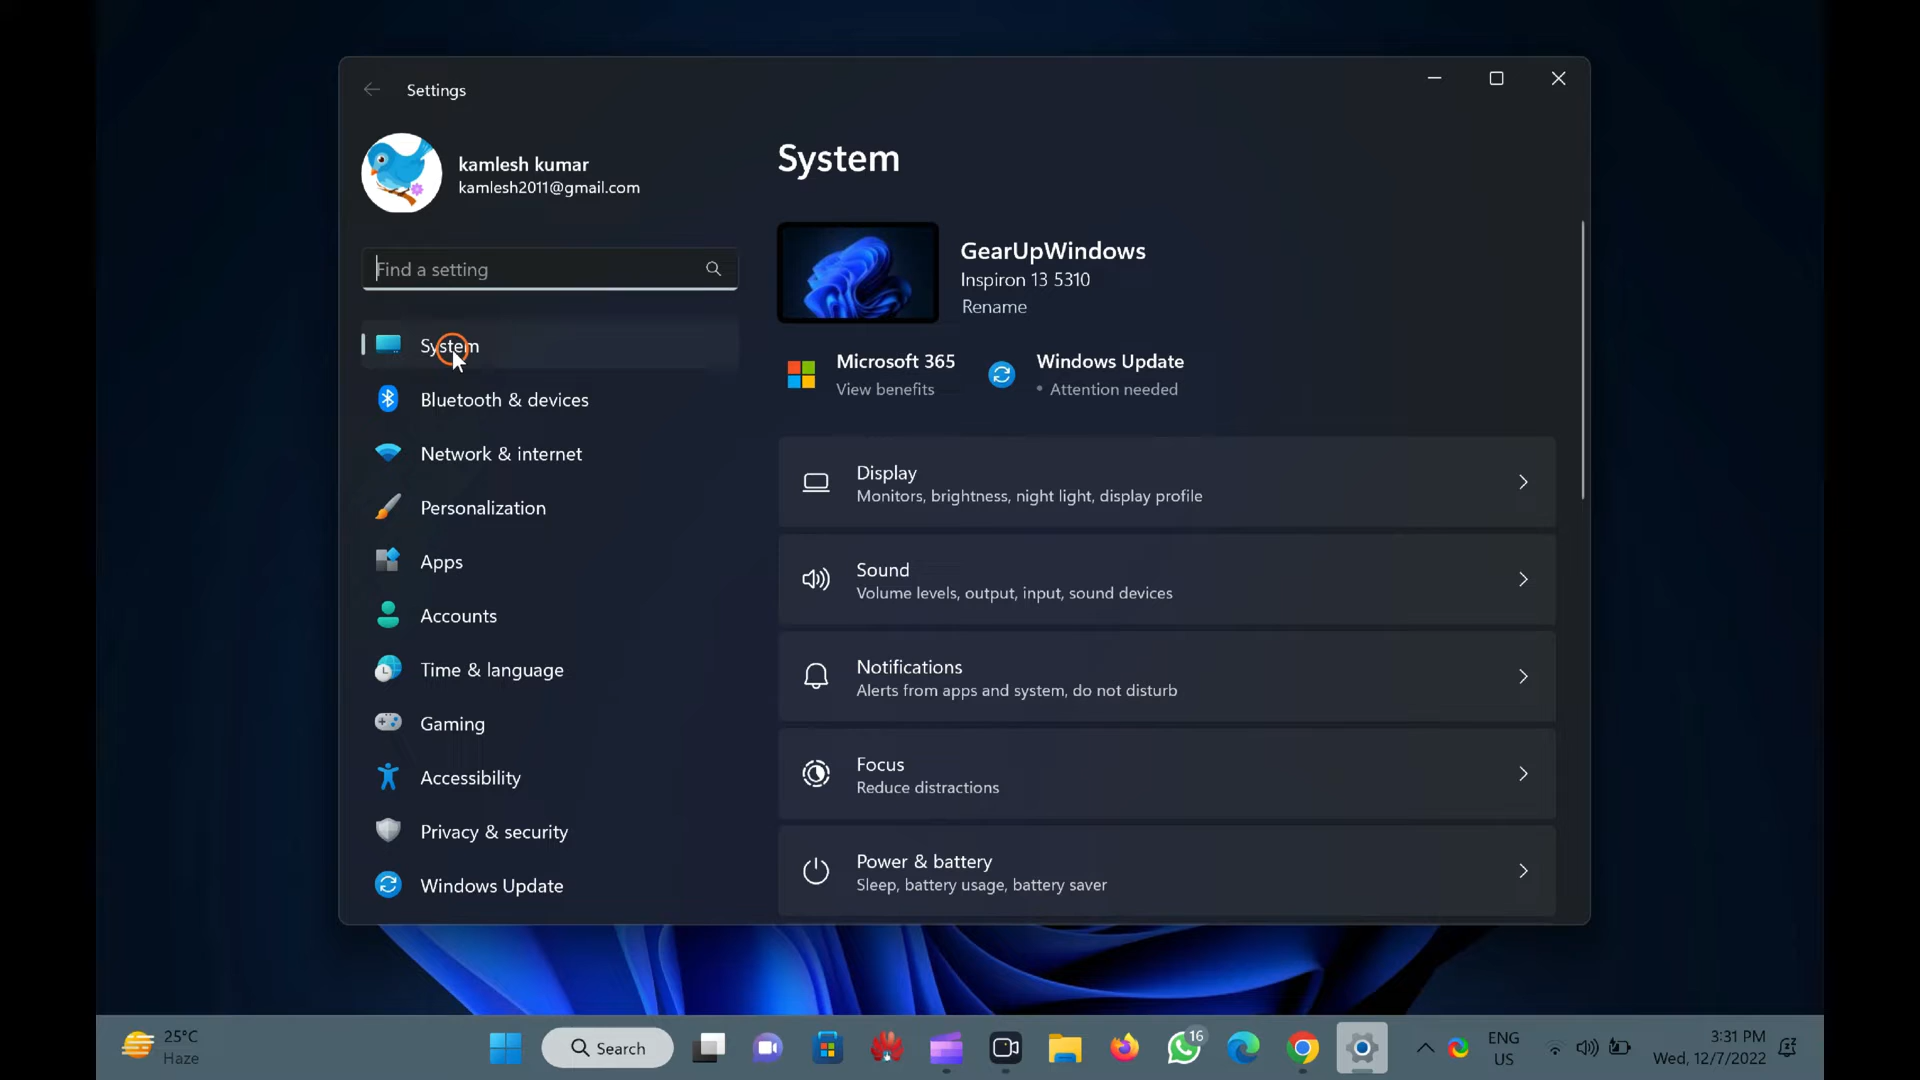 Settings
kamlesh kumar
kamlesh2011@gmail.com
Find a setting
System
Bluetooth & devices
Network & internet
Personalization
Apps
Accounts
Time & language
Gaming
Accessibility
Privacy & security
Windows Update
System
GearUpWindows
Inspiron 13 5310
Rename
Microsoft 365
View benefits
Windows Update
• Attention needed
Display
Monitors, brightness, night light, display profile
Sound
Volume levels, output, input, sound devices
Notifications
Alerts from apps and system, do not disturb
Focus
Reduce distractions
Power & battery
Sleep, battery usage, battery saver
25°C
Haze
Search
16
ENG
US
3:31 PM
Wed, 12/7/2022